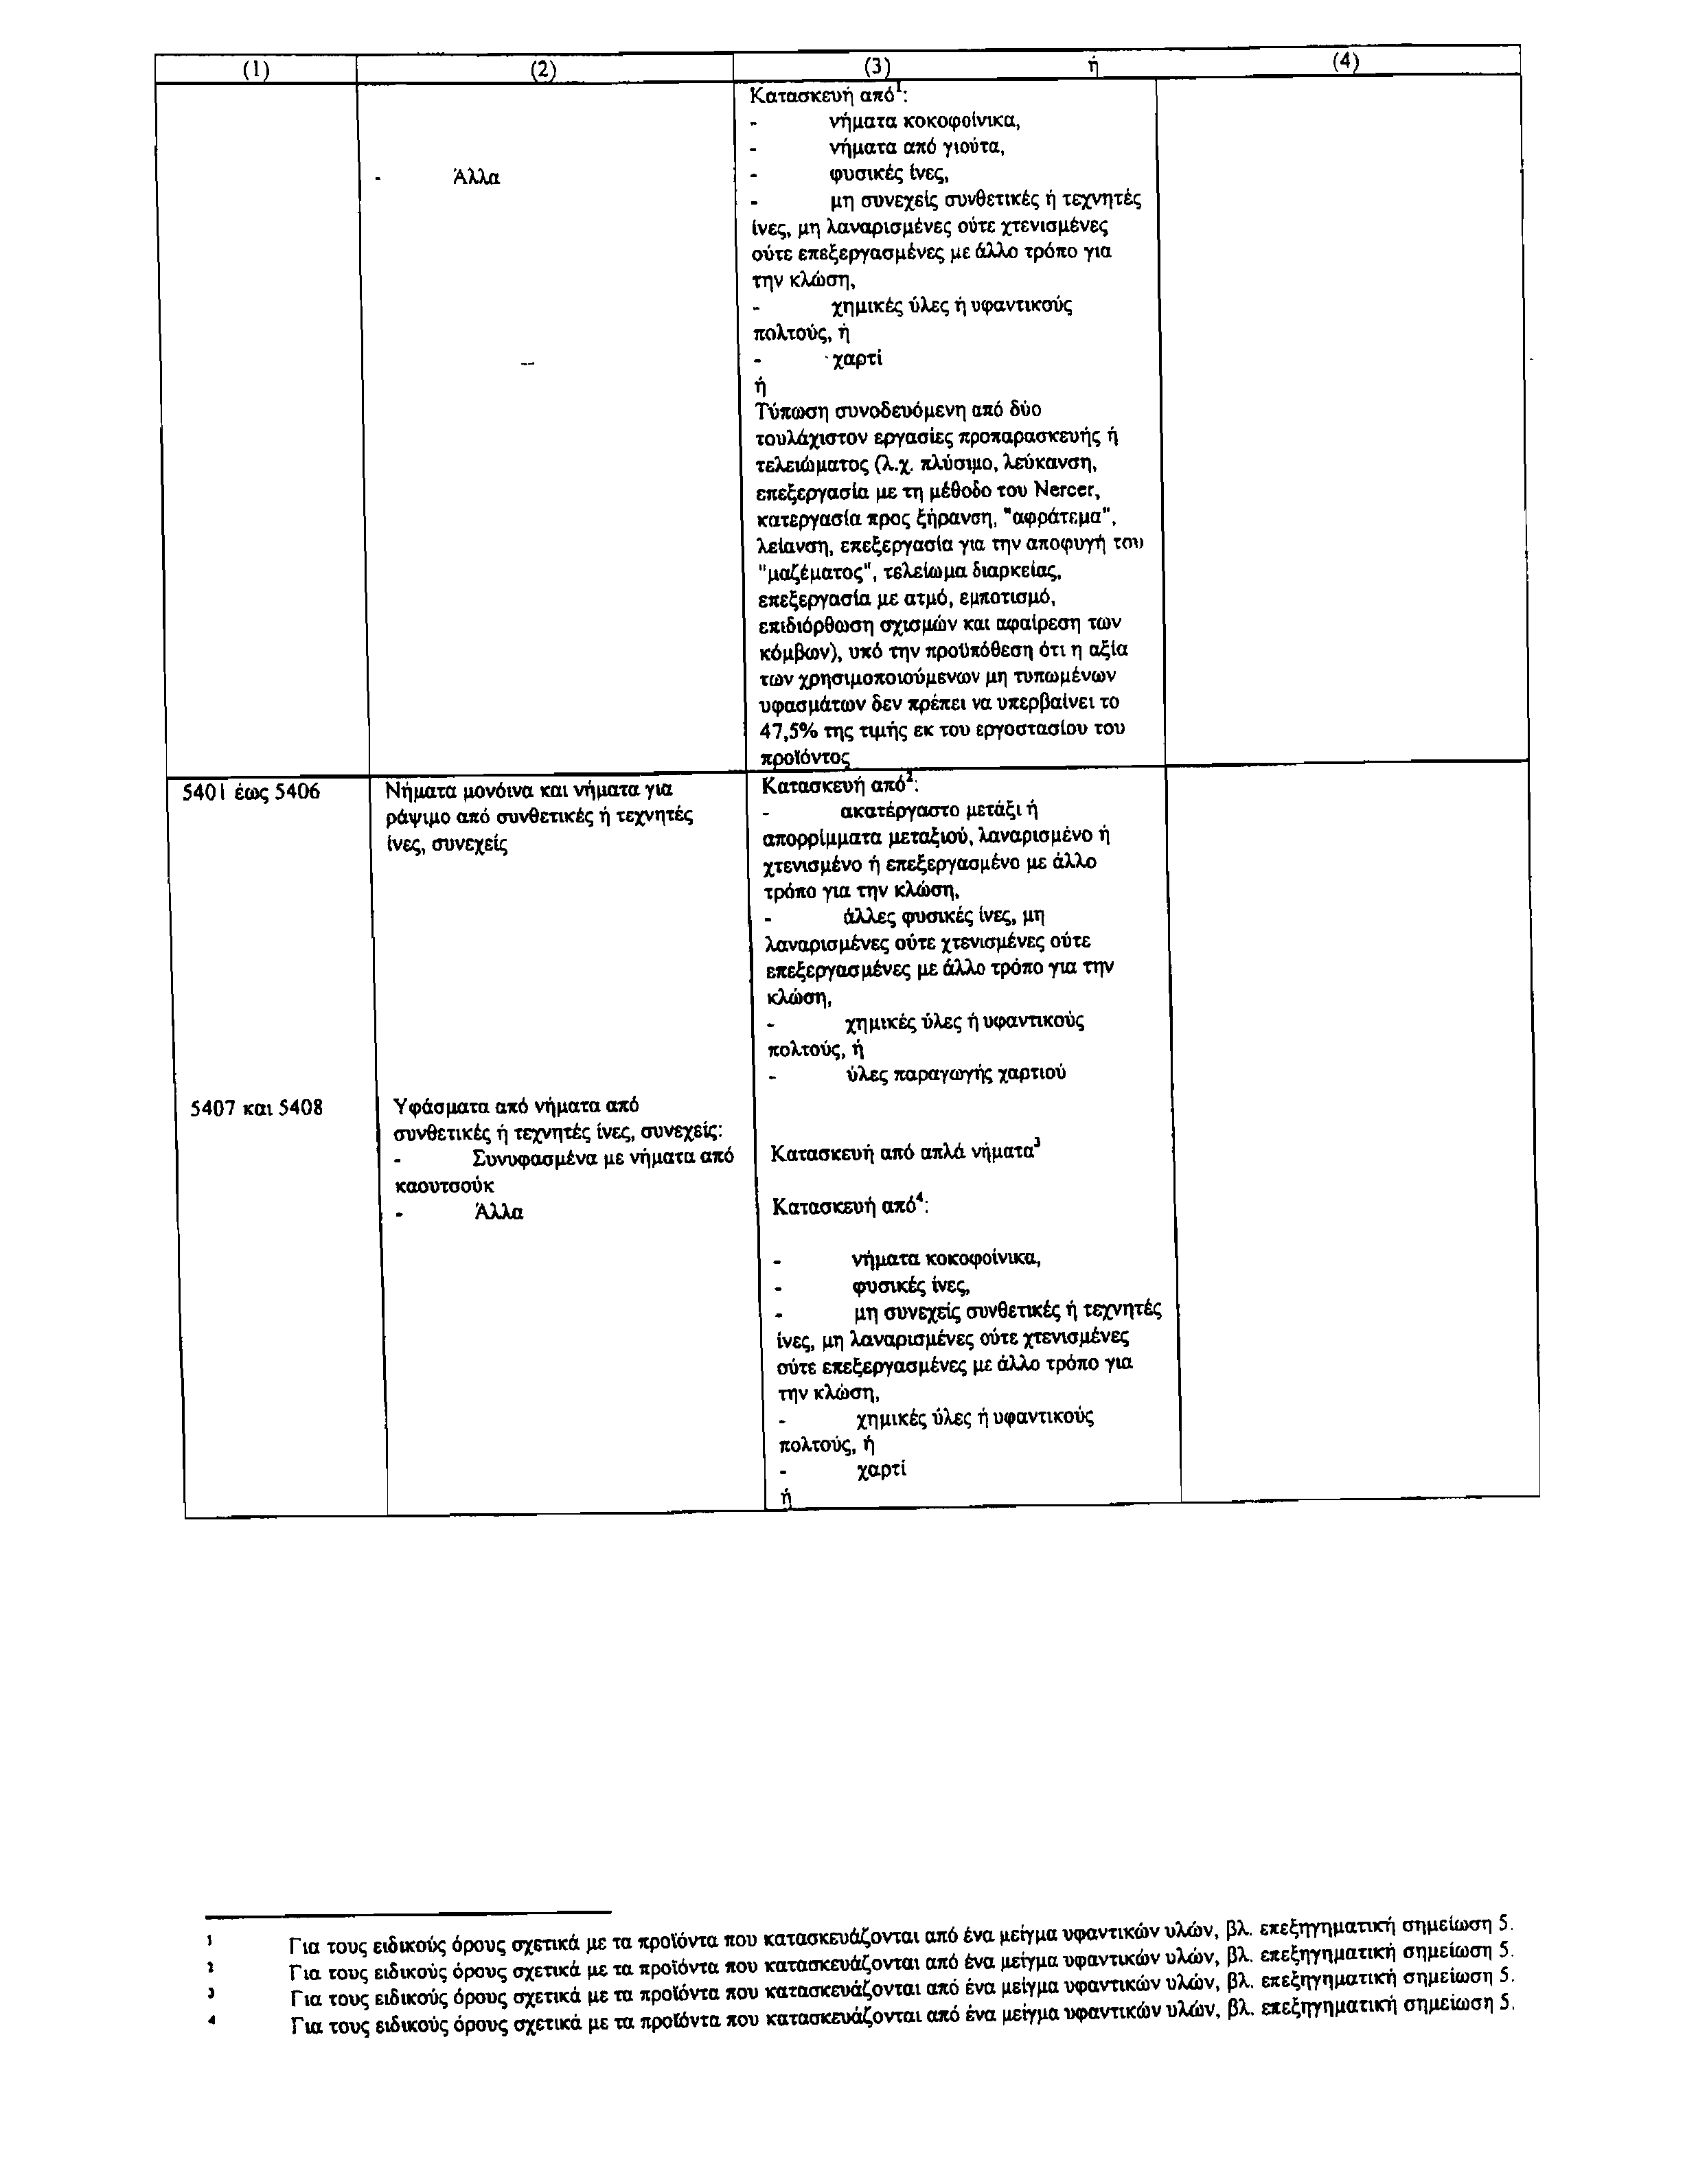 (1) (2) (3) ή (4)
- Άλλα
Κατασκευή από¹:
- νήματα κοκοφοίνικα,
- νήματα από γιούτα,
- φυσικές ίνες,
- μη συνεχείς συνθετικές ή τεχνητές
ίνες, μη λαναρισμένες ούτε χτενισμένες
ούτε επεξεργασμένες με άλλο τρόπο για
την κλώση,
- χημικές ύλες ή υφαντικούς
πολτούς, ή
- χαρτί
ή
Τύπωση συνοδευόμενη από δύο
τουλάχιστον εργασίες προπαρασκευής ή
τελειώματος (λ.χ. πλύσιμο, λεύκανση,
επεξεργασία με τη μέθοδο του Nercer,
κατεργασία προς ξήρανση, "αφράτεμα",
λείανση, επεξεργασία για την αποφυγή του
"μαζέματος", τελείωμα διαρκείας,
επεξεργασία με ατμό, εμποτισμό,
επιδιόρθωση σχισμών και αφαίρεση των
κόμβων), υπό την προϋπόθεση ότι η αξία
των χρησιμοποιούμενων μη τυπωμένων
υφασμάτων δεν πρέπει να υπερβαίνει το
47,5% της τιμής εκ του εργοστασίου του
προϊόντος
5401 έως 5406
Νήματα μονόινα και νήματα για
ράψιμο από συνθετικές ή τεχνητές
ίνες, συνεχείς
Κατασκευή από²:
- ακατέργαστο μετάξι ή
απορρίμματα μεταξιού, λαναρισμένο ή
χτενισμένο ή επεξεργασμένο με άλλο
τρόπο για την κλώση,
- άλλες φυσικές ίνες, μη
λαναρισμένες ούτε χτενισμένες ούτε
επεξεργασμένες με άλλο τρόπο για την
κλώση,
- χημικές ύλες ή υφαντικούς
πολτούς, ή
- ύλες παραγωγής χαρτιού
5407 και 5408
Υφάσματα από νήματα από
συνθετικές ή τεχνητές ίνες, συνεχείς:
- Συνυφασμένα με νήματα από
καουτσούκ
- Άλλα
Κατασκευή από απλά νήματα³
Κατασκευή από⁴:
- νήματα κοκοφοίνικα,
- φυσικές ίνες,
- μη συνεχείς συνθετικές ή τεχνητές
ίνες, μη λαναρισμένες ούτε χτενισμένες
ούτε επεξεργασμένες με άλλο τρόπο για
την κλώση,
- χημικές ύλες ή υφαντικούς
πολτούς, ή
- χαρτί
ή
1 Για τους ειδικούς όρους σχετικά με τα προϊόντα που κατασκευάζονται από ένα μείγμα υφαντικών υλών, βλ. επεξηγηματική σημείωση 5.
2 Για τους ειδικούς όρους σχετικά με τα προϊόντα που κατασκευάζονται από ένα μείγμα υφαντικών υλών, βλ. επεξηγηματική σημείωση 5.
3 Για τους ειδικούς όρους σχετικά με τα προϊόντα που κατασκευάζονται από ένα μείγμα υφαντικών υλών, βλ. επεξηγηματική σημείωση 5.
4 Για τους ειδικούς όρους σχετικά με τα προϊόντα που κατασκευάζονται από ένα μείγμα υφαντικών υλών, βλ. επεξηγηματική σημείωση 5.